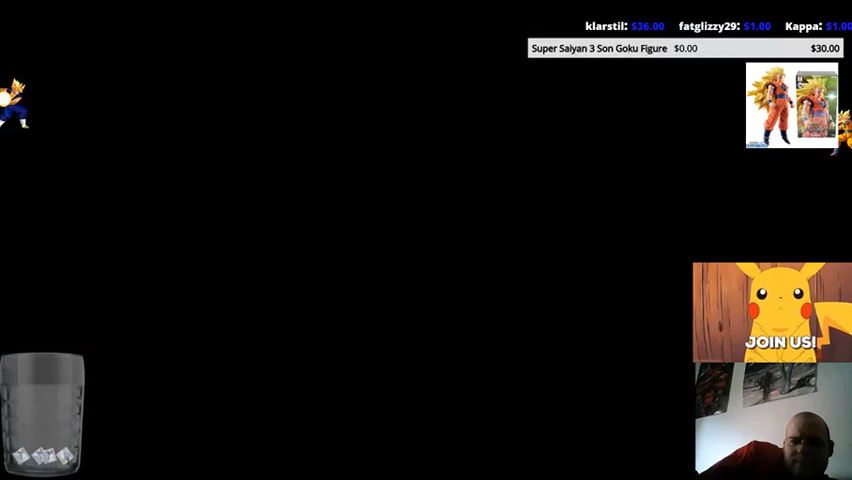 klarstil: $36.00 fatglizzy29: $1.00 Kappa: $1.00
Super Saiyan 3 Son Goku Figure $0.00 $30.00
JOIN US!